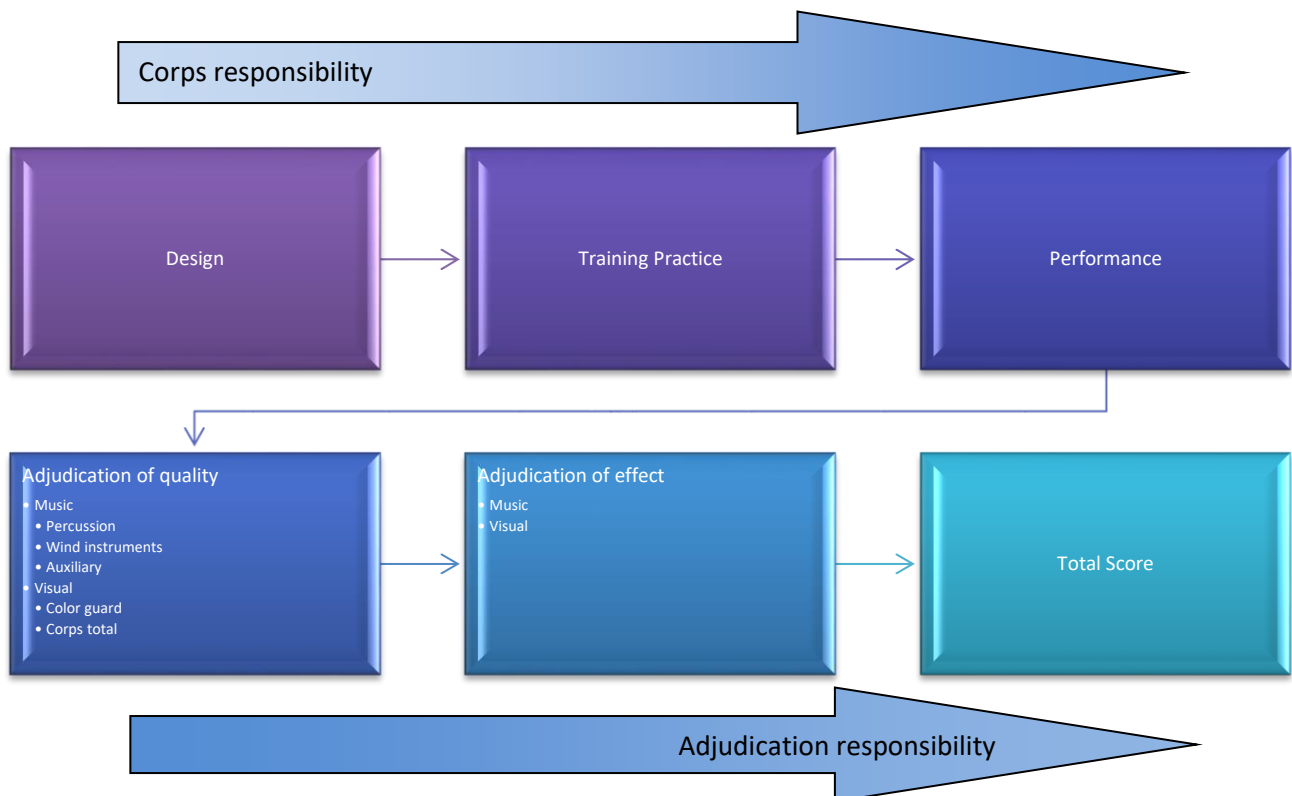 Corps responsibility
Design
Training Practice
Performance
Adjudication of quality
• Music
• Percussion
• Wind instruments
• Auxiliary
• Visual
• Color guard
• Corps total
Adjudication of effect
• Music
• Visual
Total Score
Adjudication responsibility